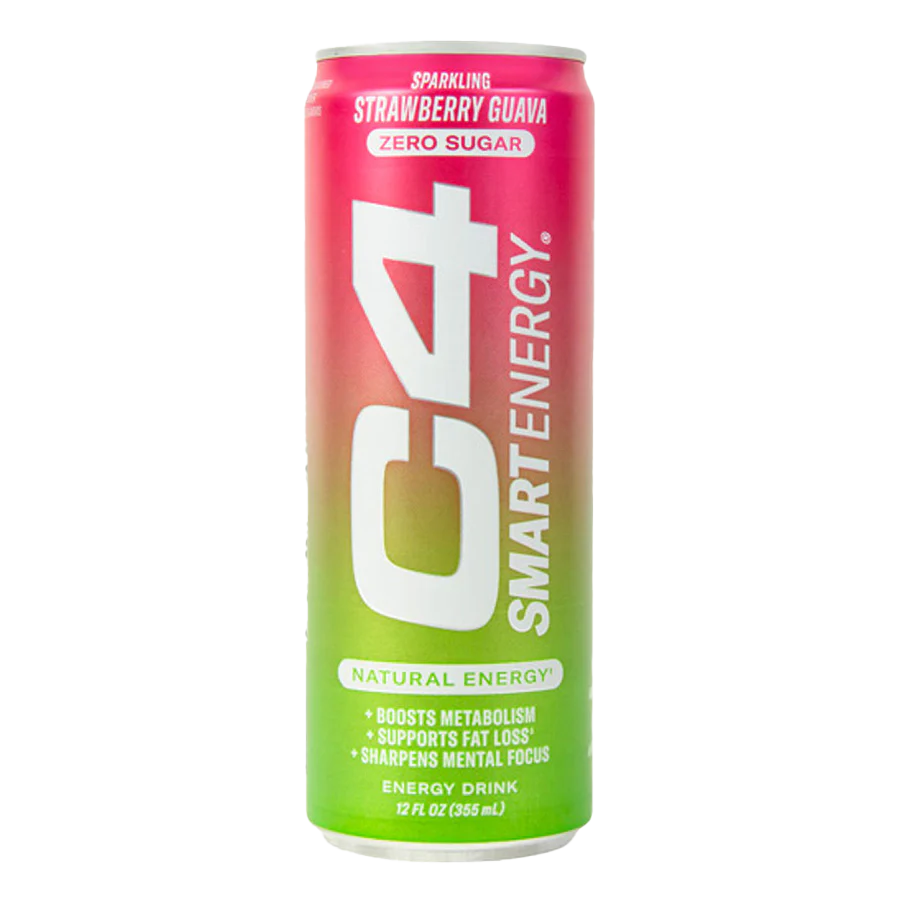 SPARKLING
STRAWBERRY GUAVA
ZERO SUGAR
C4
SMART ENERGY®
NATURAL ENERGY†
+ BOOSTS METABOLISM
+ SUPPORTS FAT LOSS§
+ SHARPENS MENTAL FOCUS
ENERGY DRINK
12 FL OZ (355 mL)